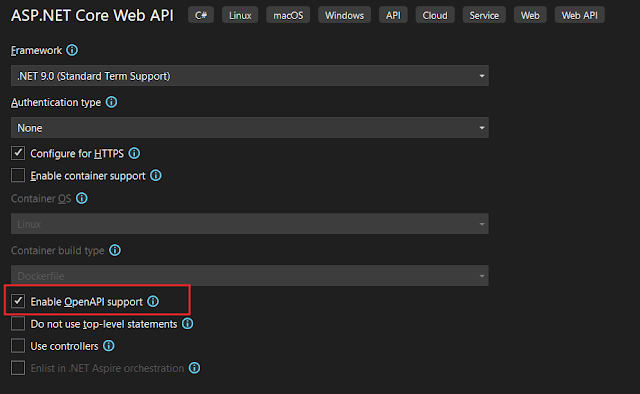 ASP.NET Core Web API C# Linux macOS Windows API Cloud Service Web Web API
Framework
.NET 9.0 (Standard Term Support)
Authentication type
None
Configure for HTTPS
Enable container support
Container OS
Linux
Container build type
Dockerfile
Enable OpenAPI support
Do not use top-level statements
Use controllers
Enlist in .NET Aspire orchestration